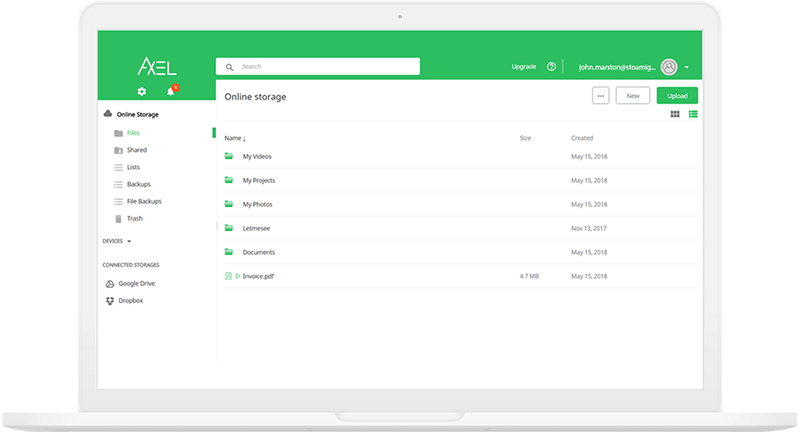 AXEL
Search
Upgrade
john.marston@stoamig...
1
Online Storage
Files
Shared
Lists
Backups
File Backups
Trash
DEVICES
CONNECTED STORAGES
Google Drive
Dropbox
Online storage
...
New
Upload
Name ↓ Size Created
My Videos May 15, 2018
My Projects May 15, 2018
My Photos May 15, 2018
Letmesee Nov 13, 2017
Documents May 15, 2018
Invoice.pdf 4.7 MB May 15, 2018